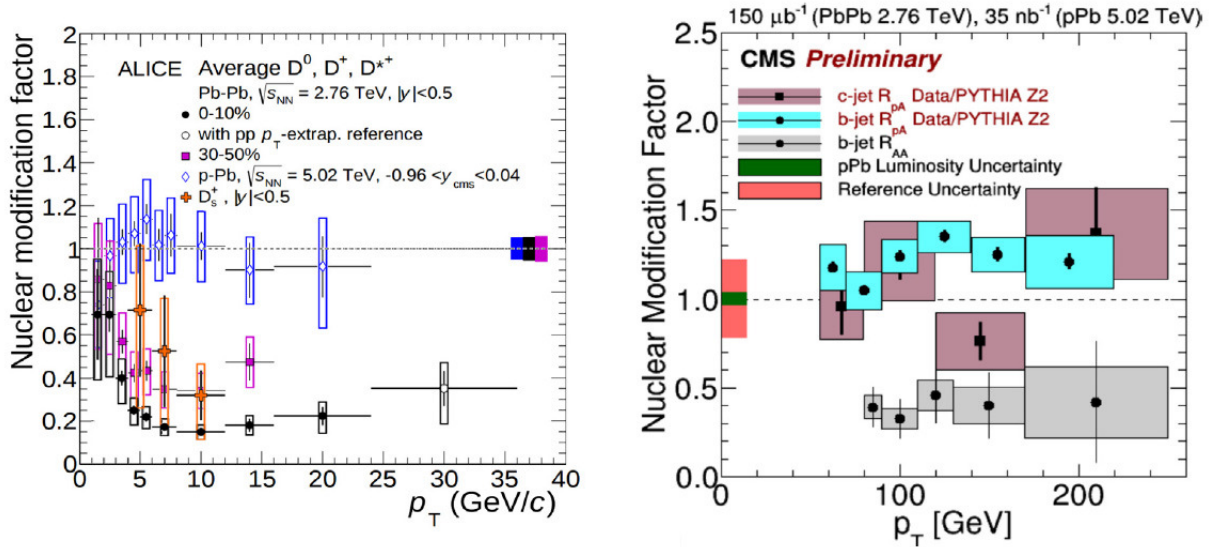 Nuclear modification factor
2
1.8
1.6
1.4
1.2
1
0.8
0.6
0.4
0.2
0
ALICE Average D⁰, D⁺, D*⁺
Pb-Pb, √sNN = 2.76 TeV, |y|<0.5
0-10%
with pp pT-extrap. reference
30-50%
p-Pb, √sNN = 5.02 TeV, -0.96 <ycms<0.04
Ds⁺, |y|<0.5
0 5 10 15 20 25 30 35 40
pT (GeV/c)
150 μb⁻¹ (PbPb 2.76 TeV), 35 nb⁻¹ (pPb 5.02 TeV)
Nuclear Modification Factor
2.5
2.0
1.5
1.0
0.5
0.0
CMS Preliminary
c-jet RpA Data/PYTHIA Z2
b-jet RpA Data/PYTHIA Z2
b-jet RAA
pPb Luminosity Uncertainty
Reference Uncertainty
0 100 200
pT [GeV]